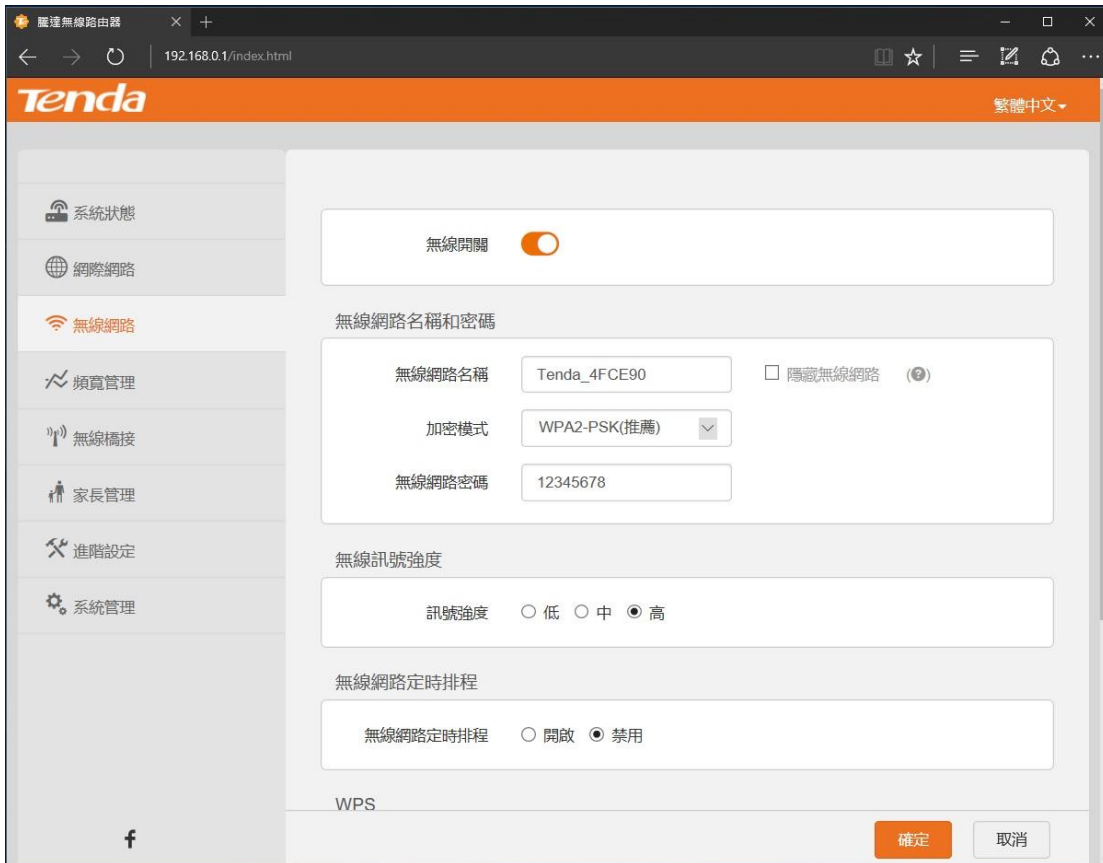 騰達無線路由器
192.168.0.1/index.html
Tenda
繁體中文
系統狀態
網際網路
無線網路
頻寬管理
無線橋接
家長管理
進階設定
系統管理
無線開關
無線網路名稱和密碼
無線網路名稱 Tenda_4FCE90 隱藏無線網路 (?)
加密模式 WPA2-PSK(推薦)
無線網路密碼 12345678
無線訊號強度
訊號強度 低 中 高
無線網路定時排程
無線網路定時排程 開啟 禁用
WPS
f
確定 取消